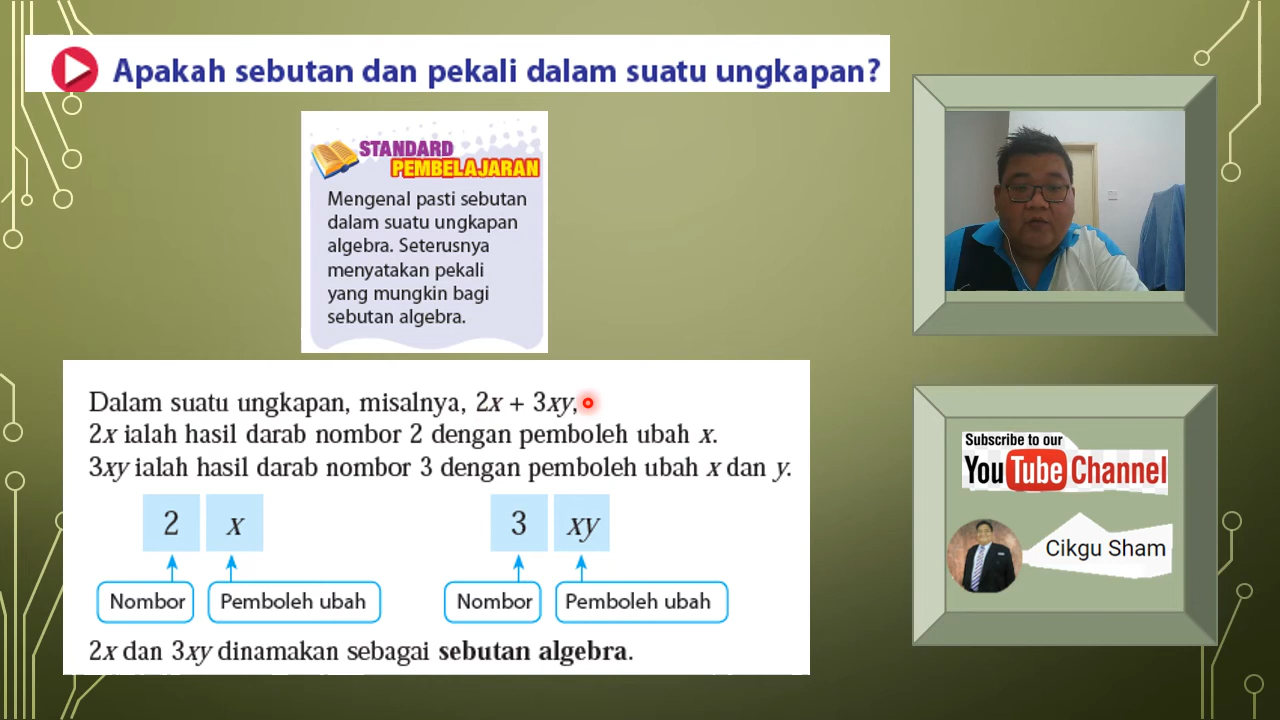 Apakah sebutan dan pekali dalam suatu ungkapan?
STANDARD
PEMBELAJARAN
Mengenal pasti sebutan
dalam suatu ungkapan
algebra. Seterusnya
menyatakan pekali
yang mungkin bagi
sebutan algebra.
Dalam suatu ungkapan, misalnya, 2x + 3xy,
2x ialah hasil darab nombor 2 dengan pemboleh ubah x.
3xy ialah hasil darab nombor 3 dengan pemboleh ubah x dan y.
2 x 3 xy
Nombor Pemboleh ubah Nombor Pemboleh ubah
2x dan 3xy dinamakan sebagai sebutan algebra.
Subscribe to our
YouTube Channel
Cikgu Sham